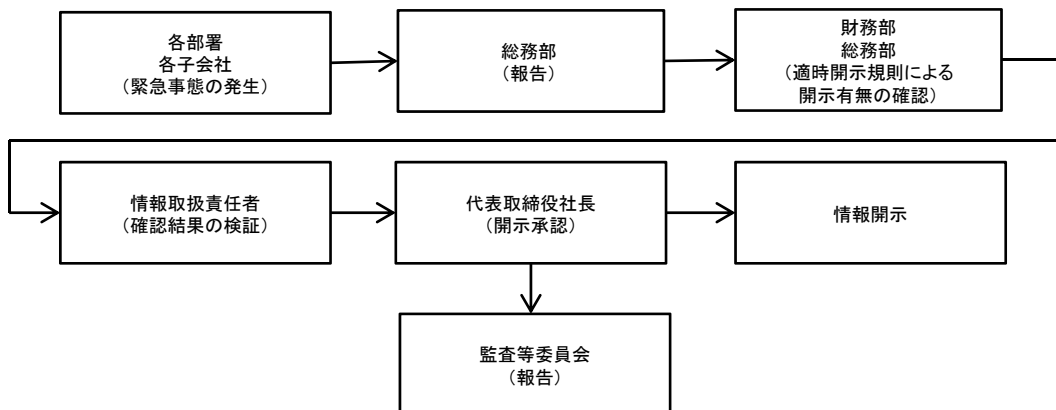 各部署
各子会社
（緊急事態の発生）
総務部
（報告）
財務部
総務部
（適時開示規則による
開示有無の確認）
情報取扱責任者
（確認結果の検証）
代表取締役社長
（開示承認）
情報開示
監査等委員会
（報告）